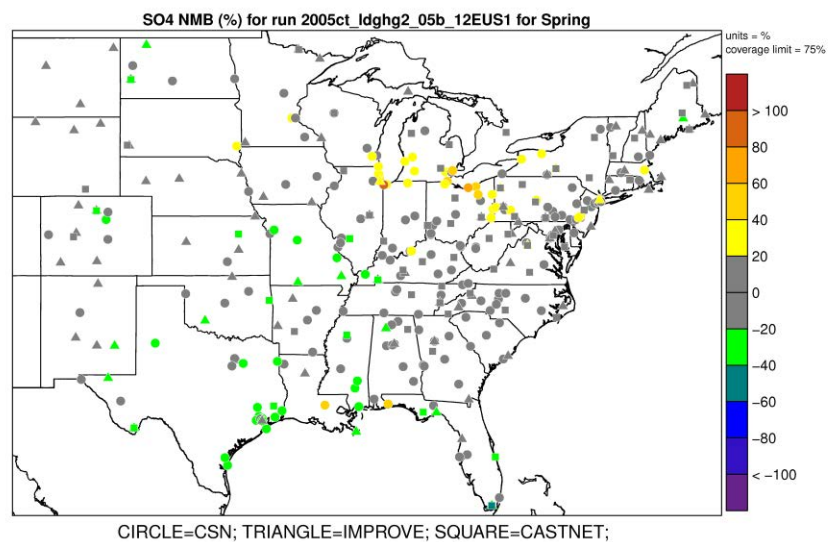 SO4 NMB (%) for run 2005ct_ldghg2_05b_12EUS1 for Spring
units = %
coverage limit = 75%
> 100
80
60
40
20
0
−20
−40
−60
−80
< −100
CIRCLE=CSN; TRIANGLE=IMPROVE; SQUARE=CASTNET;